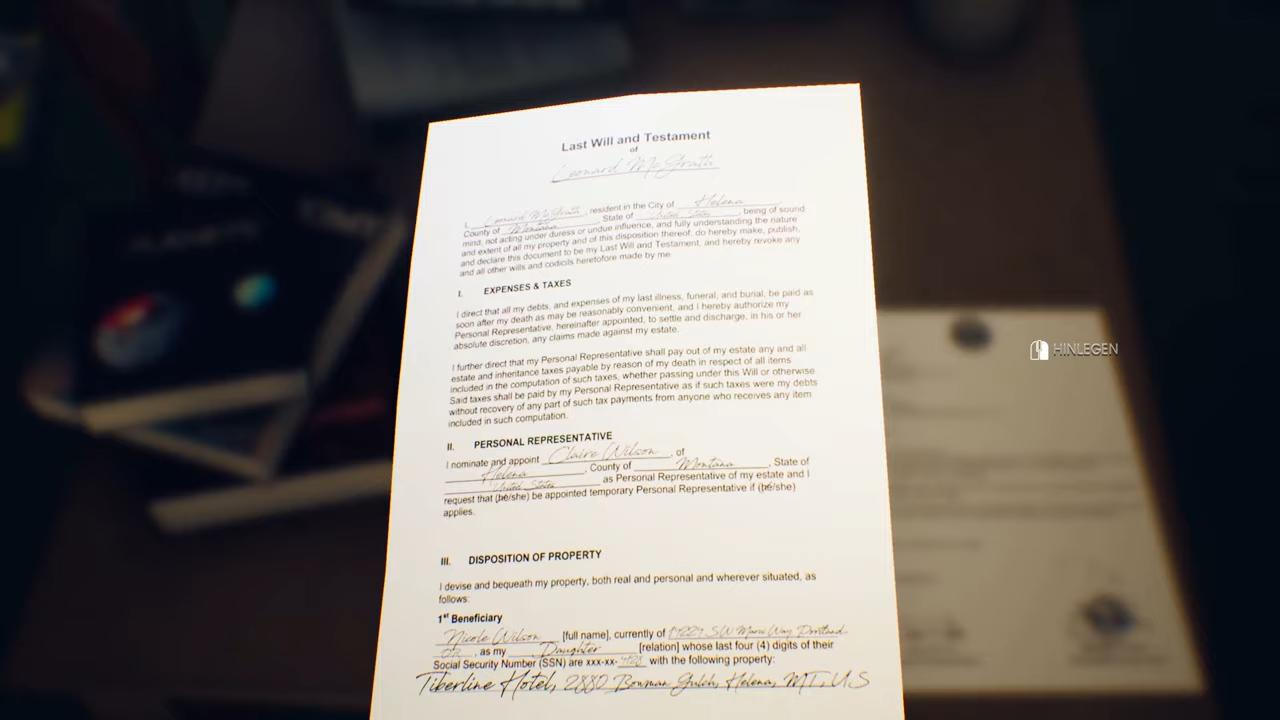 Last Will and Testament
of
Leonard McGrath
I, Leonard McGrath, resident in the City of Helena,
County of Montana, State of United States, being of sound
mind, not acting under duress or undue influence, and fully understanding the nature
and extent of all my property and of this disposition thereof, do hereby make, publish,
and declare this document to be my Last Will and Testament, and hereby revoke any
and all other wills and codicils heretofore made by me
I. EXPENSES & TAXES
I direct that all my debts, and expenses of my last illness, funeral, and burial, be paid as
soon after my death as may be reasonably convenient, and I hereby authorize my
Personal Representative, hereinafter appointed, to settle and discharge, in his or her
absolute discretion, any claims made against my estate.
I further direct that my Personal Representative shall pay out of my estate any and all
estate and inheritance taxes payable by reason of my death in respect of all items
included in the computation of such taxes, whether passing under this Will or otherwise
Said taxes shall be paid by my Personal Representative as if such taxes were my debts
without recovery of any part of such tax payments from anyone who receives any item
included in such computation.
II. PERSONAL REPRESENTATIVE
I nominate and appoint Claire Wilson, of
Helena, County of Montana, State of
United States as Personal Representative of my estate and I
request that (he/she) be appointed temporary Personal Representative if (he/she)
applies.
III. DISPOSITION OF PROPERTY
I devise and bequeath my property, both real and personal and wherever situated, as
follows:
1st Beneficiary
Nicole Wilson [full name], currently of SW Way Portland
as my Daughter [relation] whose last four (4) digits of their
Social Security Number (SSN) are xxx-xx- with the following property:
Tiberline Hotel, 2880 Bowman Gulch, Helena, MT, US
HINLEGEN